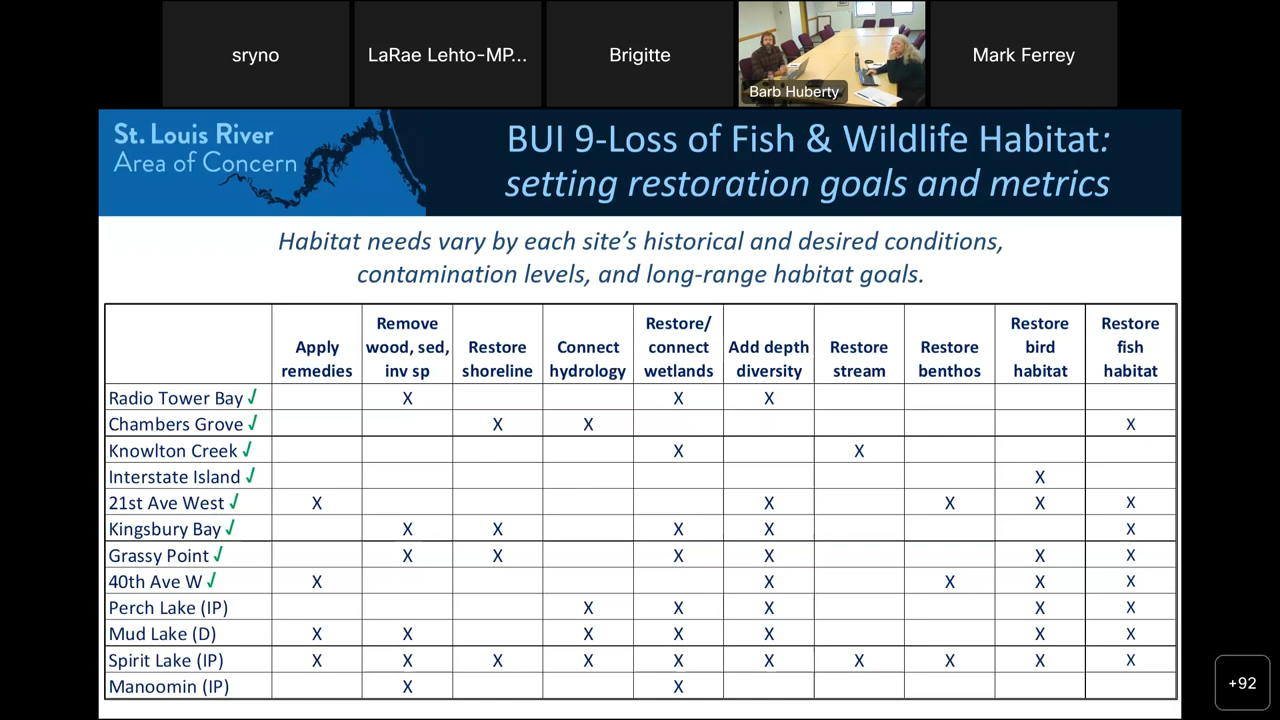 sryno
LaRae Lehto-MP...
Brigitte
Barb Huberty
Mark Ferrey
St. Louis River
Area of Concern
BUI 9-Loss of Fish & Wildlife Habitat:
setting restoration goals and metrics
Habitat needs vary by each site's historical and desired conditions,
contamination levels, and long-range habitat goals.
Apply remedies | Remove wood, sed, inv sp | Restore shoreline | Connect hydrology | Restore/ connect wetlands | Add depth diversity | Restore stream | Restore benthos | Restore bird habitat | Restore fish habitat
Radio Tower Bay √ | | X | | | X | X | | | |
Chambers Grove √ | | | X | X | | | | | | X
Knowlton Creek √ | | | | | X | | X | | |
Interstate Island √ | | | | | | | | | X |
21st Ave West √ | X | | | | | X | | X | X | X
Kingsbury Bay √ | | X | X | | X | X | | | | X
Grassy Point √ | | X | X | | X | X | | | X | X
40th Ave W √ | X | | | | | X | | X | X | X
Perch Lake (IP) | | | | X | X | X | | | X | X
Mud Lake (D) | X | X | | X | X | X | | | X | X
Spirit Lake (IP) | X | X | X | X | X | X | X | X | X | X
Manoomin (IP) | | X | | | X | | | | |
+92